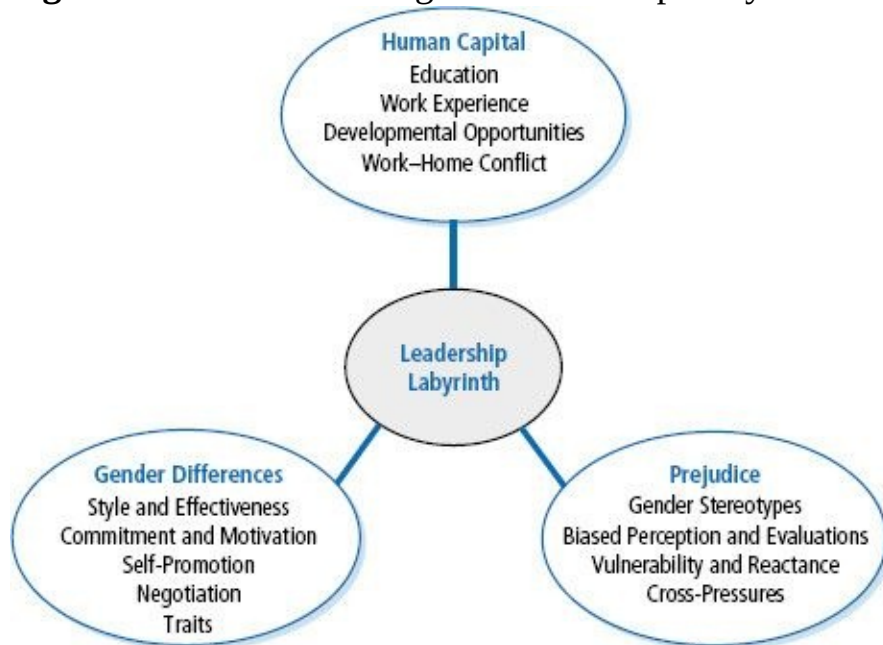 Human Capital
Education
Work Experience
Developmental Opportunities
Work–Home Conflict
Leadership
Labyrinth
Gender Differences
Style and Effectiveness
Commitment and Motivation
Self-Promotion
Negotiation
Traits
Prejudice
Gender Stereotypes
Biased Perception and Evaluations
Vulnerability and Reactance
Cross-Pressures